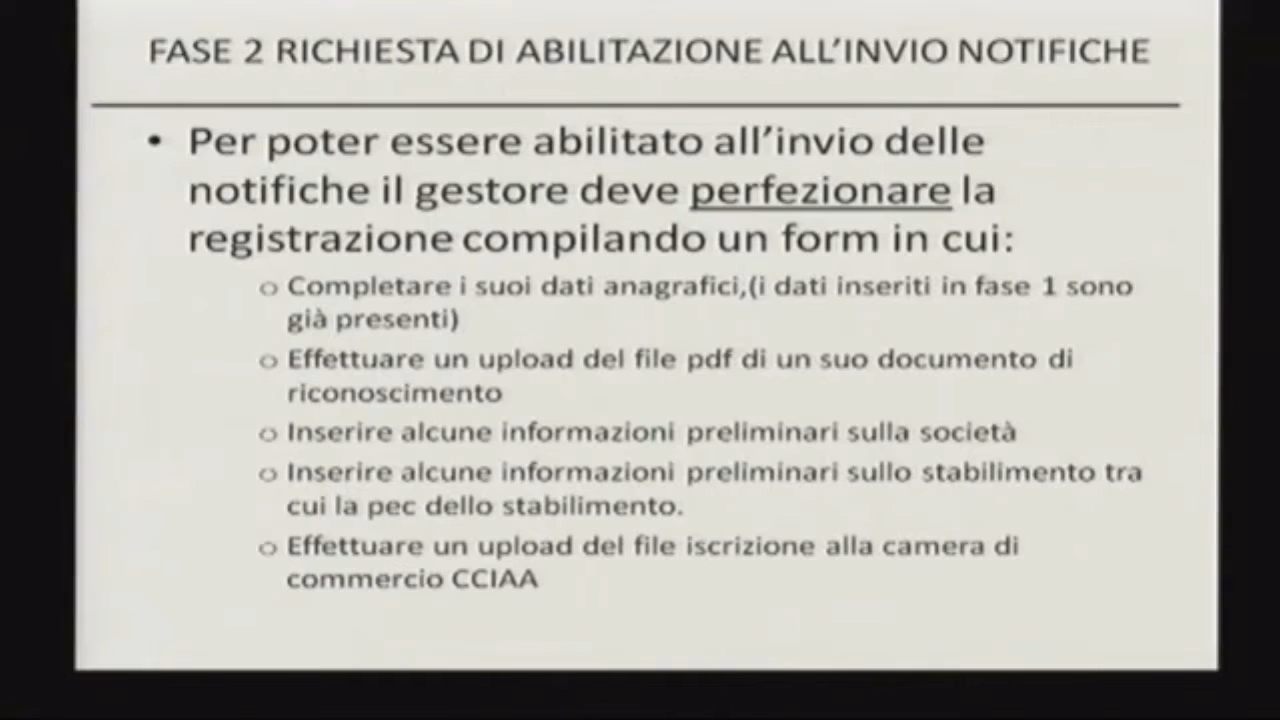 FASE 2 RICHIESTA DI ABILITAZIONE ALL'INVIO NOTIFICHE
• Per poter essere abilitato all'invio delle
notifiche il gestore deve perfezionare la
registrazione compilando un form in cui:
o Completare i suoi dati anagrafici,(i dati inseriti in fase 1 sono
già presenti)
o Effettuare un upload del file pdf di un suo documento di
riconoscimento
o Inserire alcune informazioni preliminari sulla società
o Inserire alcune informazioni preliminari sullo stabilimento tra
cui la pec dello stabilimento.
o Effettuare un upload del file iscrizione alla camera di
commercio CCIAA